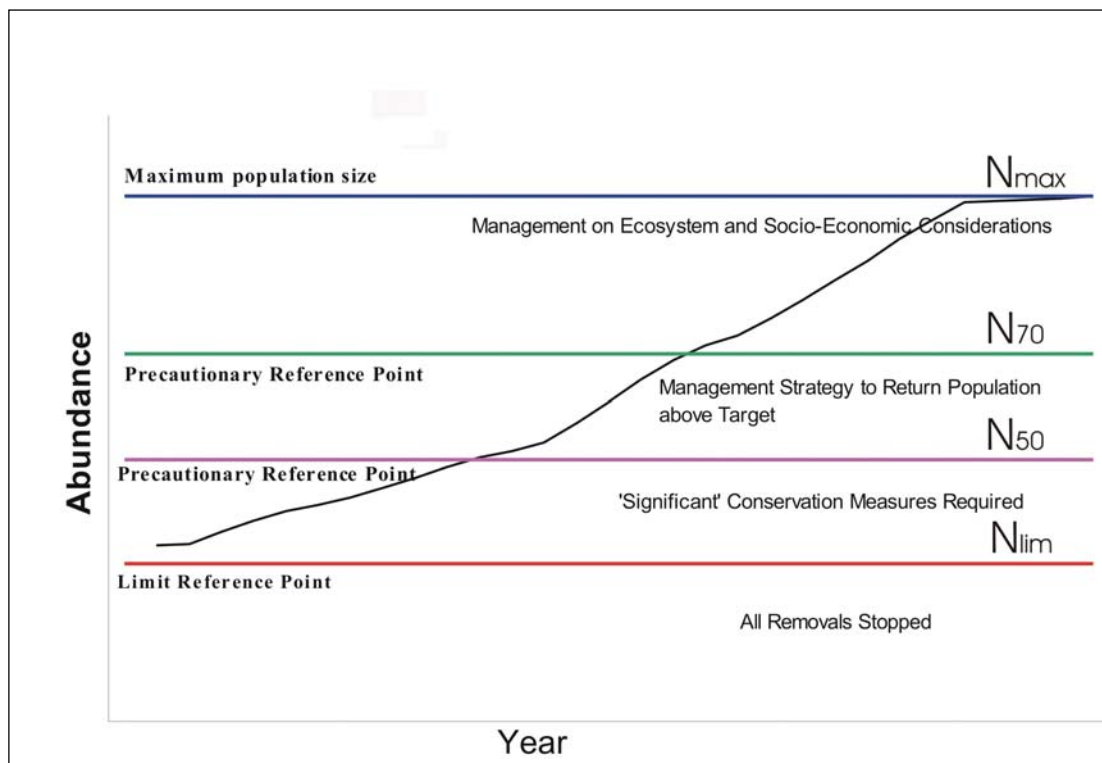 Maximum population size
Nmax
Management on Ecosystem and Socio-Economic Considerations
N70
Precautionary Reference Point
Management Strategy to Return Population
above Target
N50
Precautionary Reference Point
'Significant' Conservation Measures Required
Nlim
Limit Reference Point
All Removals Stopped
Abundance
Year